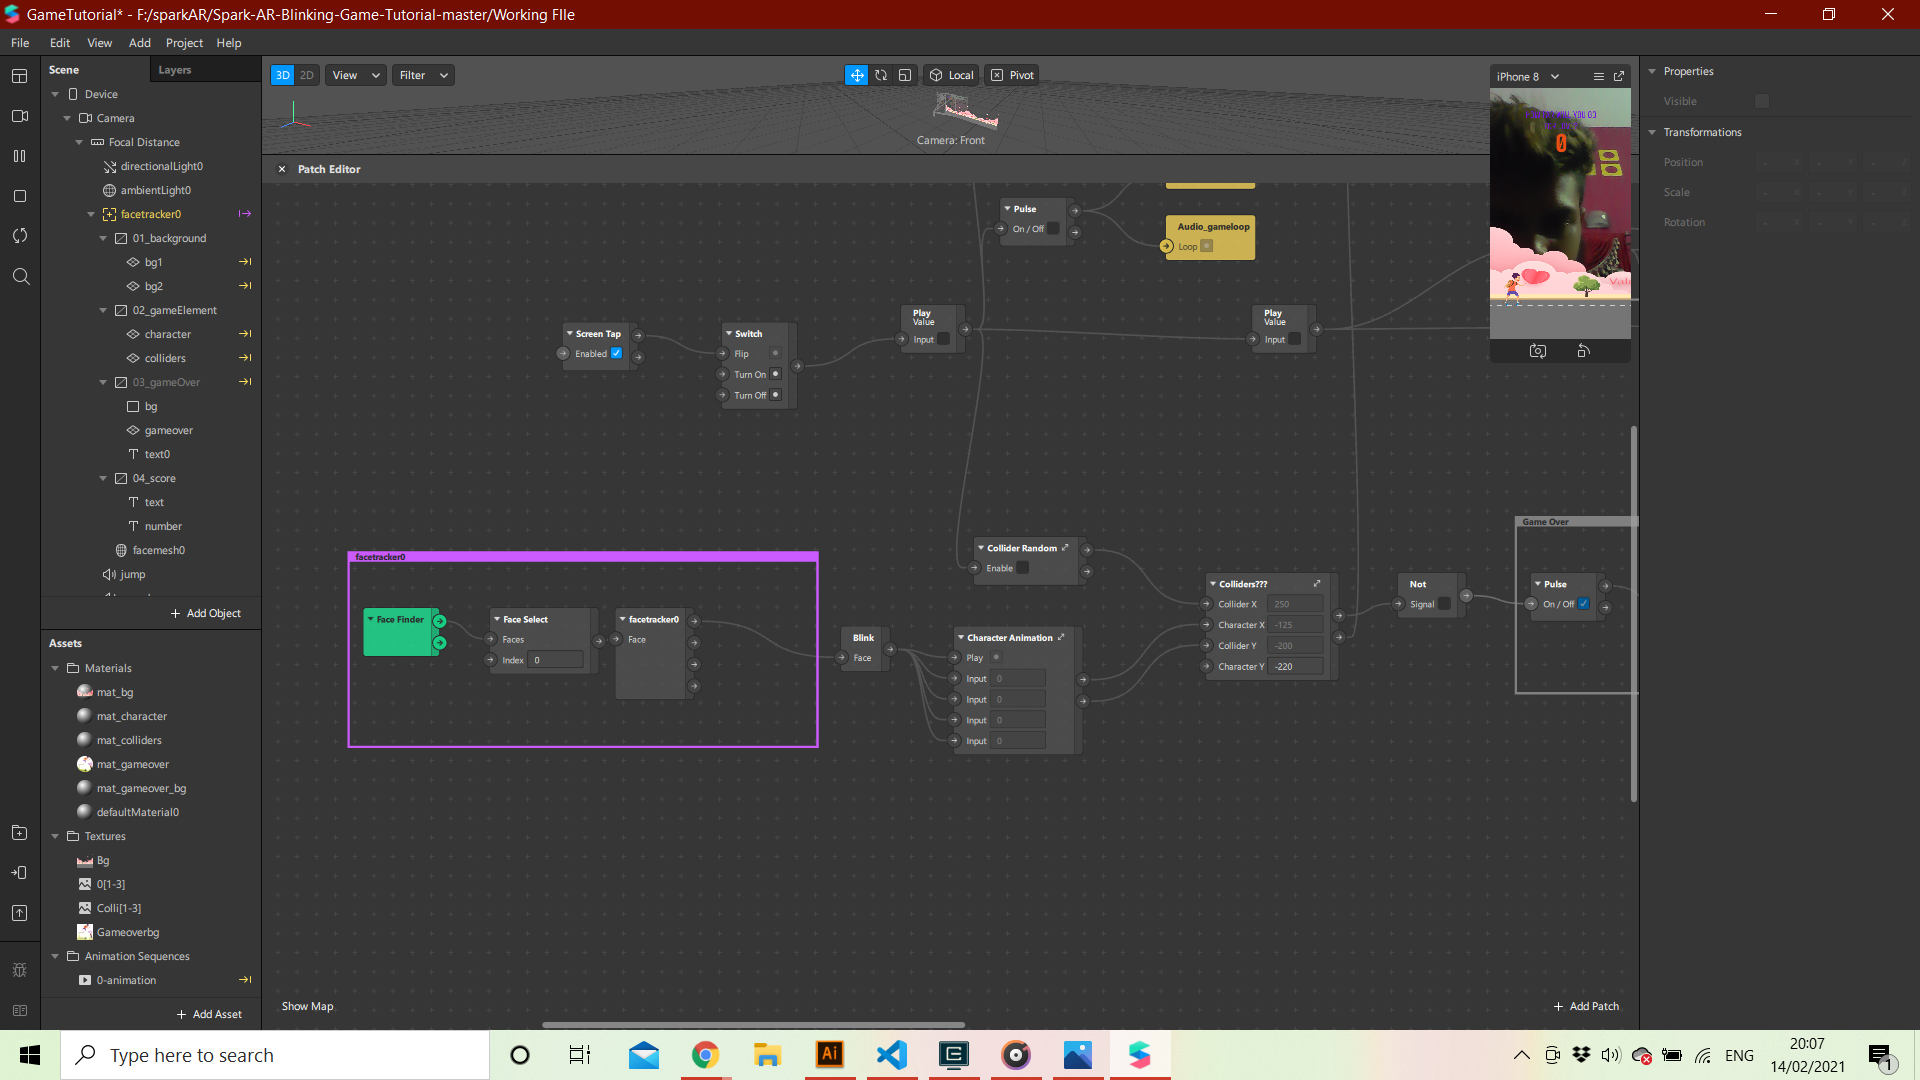 GameTutorial* - F:/sparkAR/Spark-AR-Blinking-Game-Tutorial-master/Working FIle
File Edit View Add Project Help
Scene Layers
Device
Camera
Focal Distance
directionalLight0
ambientLight0
facetracker0
01_background
bg1
bg2
02_gameElement
character
colliders
03_gameOver
bg
gameover
text0
04_score
text
number
facemesh0
jump
+ Add Object
Assets
Materials
mat_bg
mat_character
mat_colliders
mat_gameover
mat_gameover_bg
defaultMaterial0
Textures
Bg
0[1-3]
Colli[1-3]
Gameoverbg
Animation Sequences
0-animation
+ Add Asset
3D 2D View Filter Local Pivot
Camera: Front
Patch Editor
Pulse
On / Off
Audio_gameloop
Loop
Screen Tap
Enabled
Switch
Flip
Turn On
Turn Off
Play
Value
Input
Play
Value
Input
facetracker0
Face Finder
Face Select
Faces
Index 0
facetracker0
Face
Blink
Face
Collider Random
Enable
Character Animation
Play
Input 0
Input 0
Input 0
Input 0
Colliders???
Collider X 250
Character X -125
Collider Y -200
Character Y -220
Not
Signal
Game Over
Pulse
On / Off
Show Map
+ Add Patch
iPhone 8
0
Properties
Visible
Transformations
Position
Scale
Rotation
Type here to search
Ai
ENG
20:07
14/02/2021
1